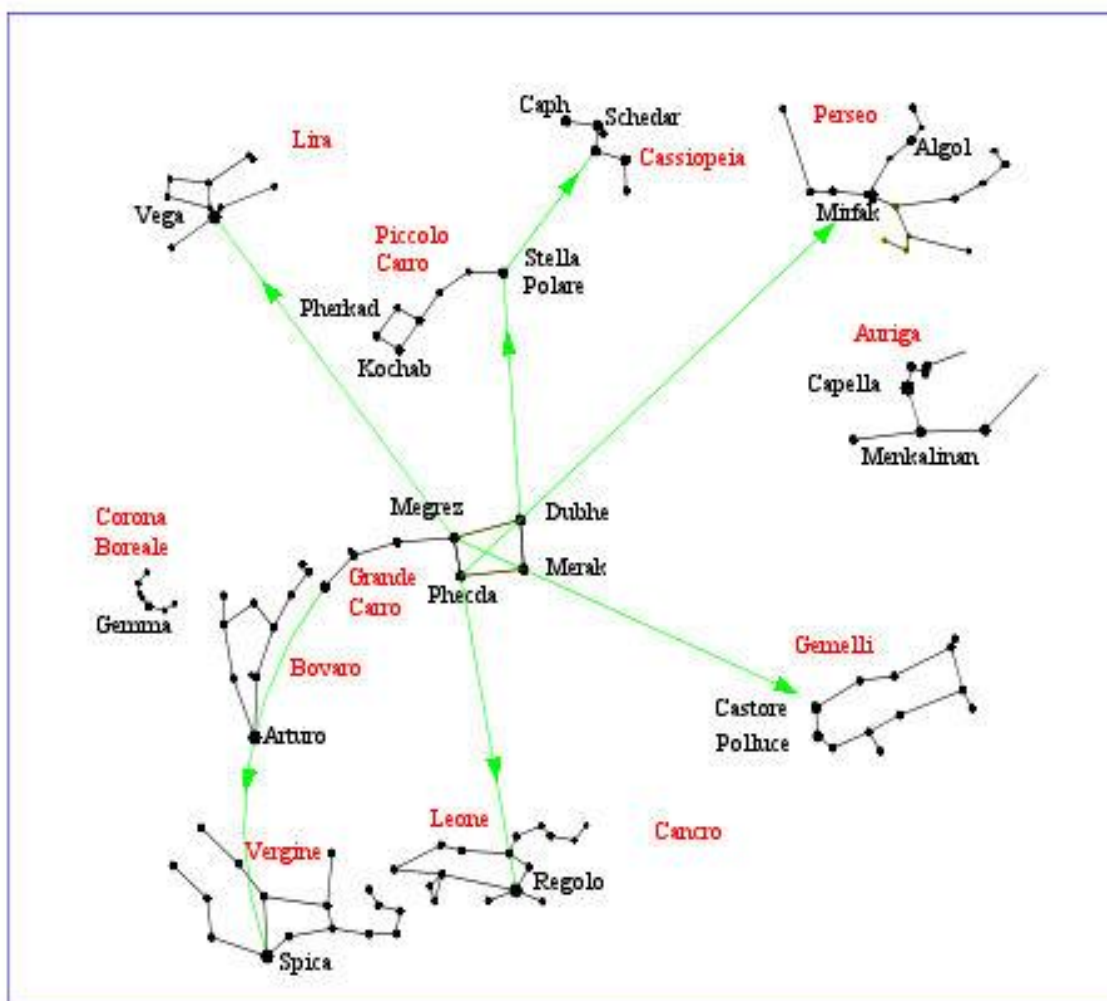 Caph
Schedar
Cassiopeia
Perseo
Algol
Mirfak
Lira
Vega
Piccolo
Carro
Stella
Polare
Pherkad
Kochab
Auriga
Capella
Menkalinan
Megrez
Dubhe
Corona
Boreale
Gemma
Grande
Carro
Merak
Phecda
Bovaro
Arturo
Gemelli
Castore
Polluce
Leone
Cancro
Vergine
Regolo
Spica